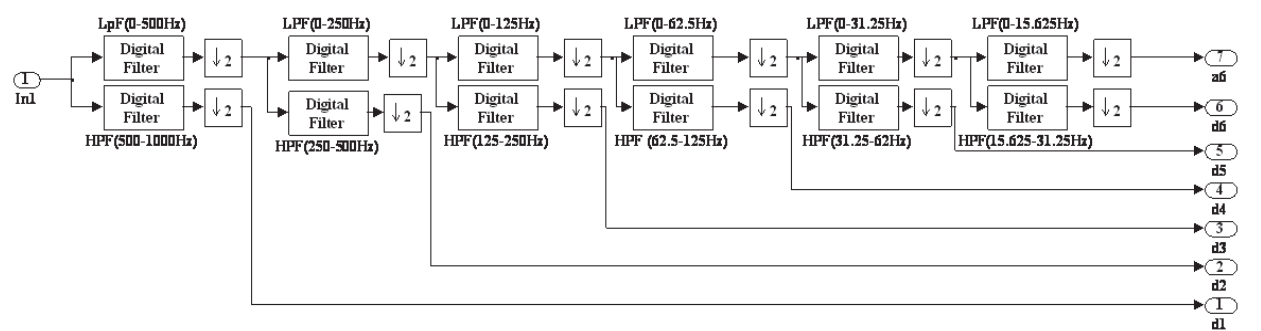 LpF(0-500Hz) LPF(0-250Hz) LPF(0-125Hz) LPF(0-62.5Hz) LPF(0-31.25Hz) LPF(0-15.625Hz)
Digital Filter ↓2 Digital Filter ↓2 Digital Filter ↓2 Digital Filter ↓2 Digital Filter ↓2 Digital Filter ↓2 7
a6
1
In1
Digital Filter ↓2 Digital Filter ↓2 Digital Filter ↓2 Digital Filter ↓2 Digital Filter ↓2 Digital Filter ↓2 6
d6
HPF(500-1000Hz) HPF(250-500Hz) HPF(125-250Hz) HPF (62.5-125Hz) HPF(31.25-62Hz) HPF(15.625-31.25Hz)
5
d5
4
d4
3
d3
2
d2
1
d1